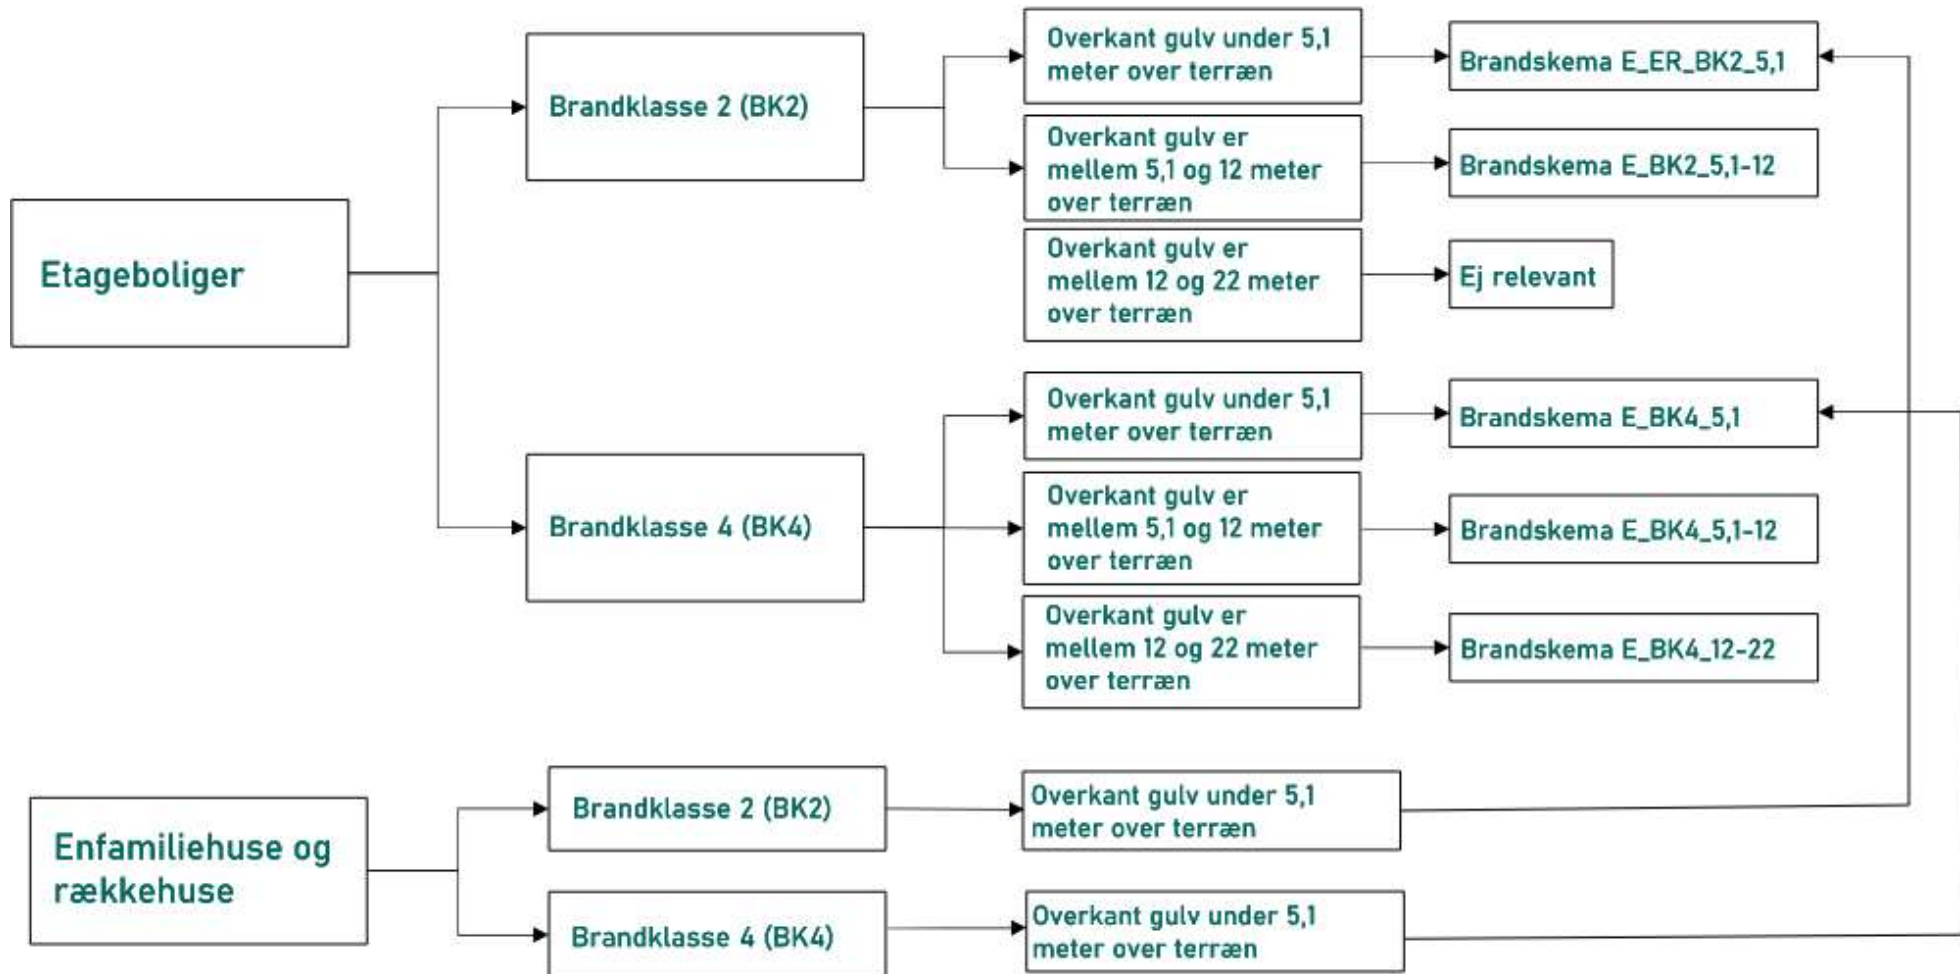 Etageboliger
Brandklasse 2 (BK2)
Overkant gulv under 5,1
meter over terræn
Brandskema E_ER_BK2_5,1
Overkant gulv er
mellem 5,1 og 12 meter
over terræn
Brandskema E_BK2_5,1-12
Overkant gulv er
mellem 12 og 22 meter
over terræn
Ej relevant
Brandklasse 4 (BK4)
Overkant gulv under 5,1
meter over terræn
Brandskema E_BK4_5,1
Overkant gulv er
mellem 5,1 og 12 meter
over terræn
Brandskema E_BK4_5,1-12
Overkant gulv er
mellem 12 og 22 meter
over terræn
Brandskema E_BK4_12-22
Enfamiliehuse og
rækkehuse
Brandklasse 2 (BK2)
Overkant gulv under 5,1
meter over terræn
Brandklasse 4 (BK4)
Overkant gulv under 5,1
meter over terræn